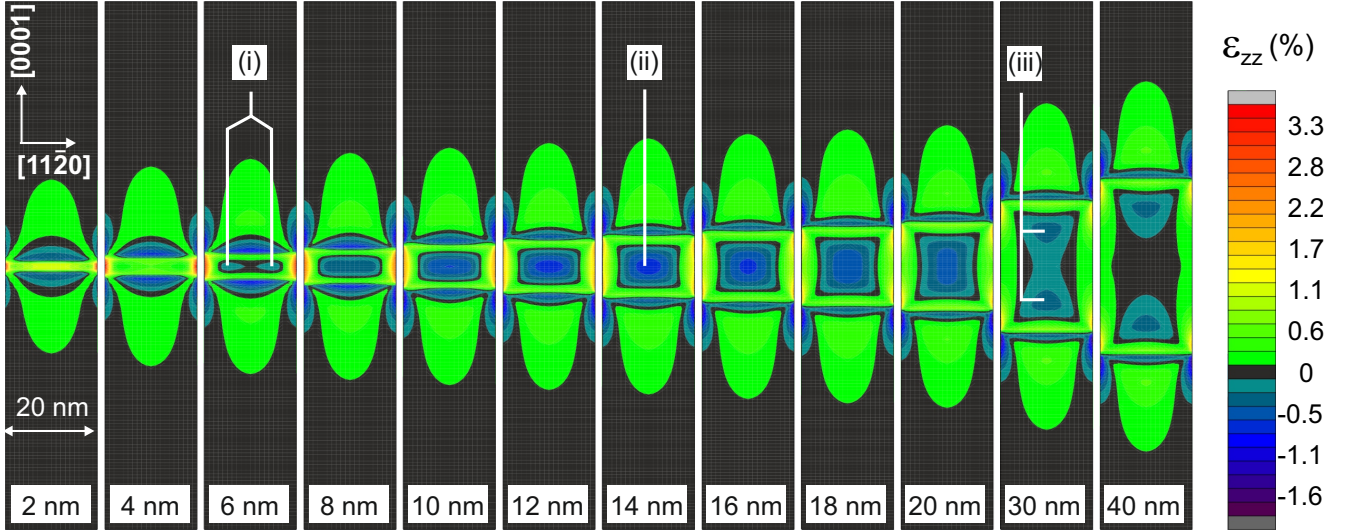 [0001]
[112̄0]
(i)
(ii)
(iii)
εzz (%)
3.3
2.8
2.2
1.7
1.1
0.6
0
-0.5
-1.1
-1.6
20 nm
2 nm
4 nm
6 nm
8 nm
10 nm
12 nm
14 nm
16 nm
18 nm
20 nm
30 nm
40 nm